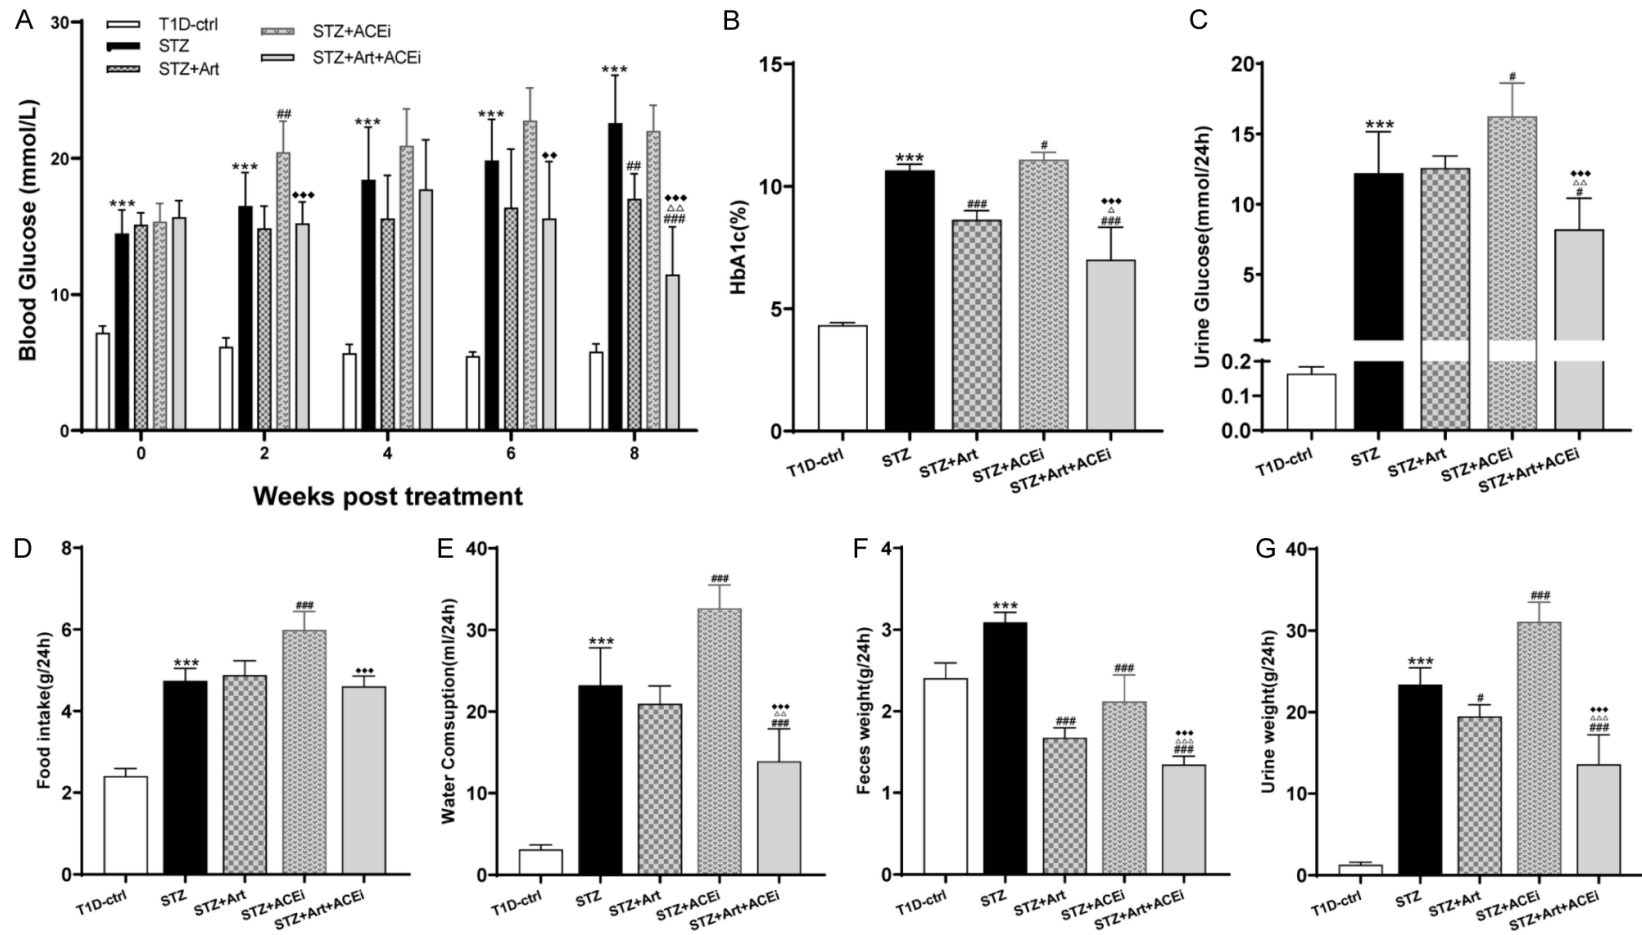 A
T1D-ctrl
STZ
STZ+Art
STZ+ACEi
STZ+Art+ACEi
Blood Glucose (mmol/L)
30
20
10
0
***
***
##
◆◆◆
***
***
◆◆
***
##
◆◆◆
△△
###
0
2
4
6
8
Weeks post treatment
B
HbA1c(%)
15
10
5
0
***
###
#
◆◆◆
△
###
T1D-ctrl
STZ
STZ+Art
STZ+ACEi
STZ+Art+ACEi
C
Urine Glucose(mmol/24h)
20
15
10
5
0.2
0.1
0.0
***
#
◆◆◆
△△
#
T1D-ctrl
STZ
STZ+Art
STZ+ACEi
STZ+Art+ACEi
D
Food intake(g/24h)
8
6
4
2
0
***
###
◆◆◆
T1D-ctrl
STZ
STZ+Art
STZ+ACEi
STZ+Art+ACEi
E
Water Comsuption(ml/24h)
40
30
20
10
0
***
###
◆◆◆
△△
###
T1D-ctrl
STZ
STZ+Art
STZ+ACEi
STZ+Art+ACEi
F
Feces weight(g/24h)
4
3
2
1
0
***
###
###
◆◆◆
△△△
###
T1D-ctrl
STZ
STZ+Art
STZ+ACEi
STZ+Art+ACEi
G
Urine weight(g/24h)
40
30
20
10
0
***
#
###
◆◆◆
△△△
###
T1D-ctrl
STZ
STZ+Art
STZ+ACEi
STZ+Art+ACEi